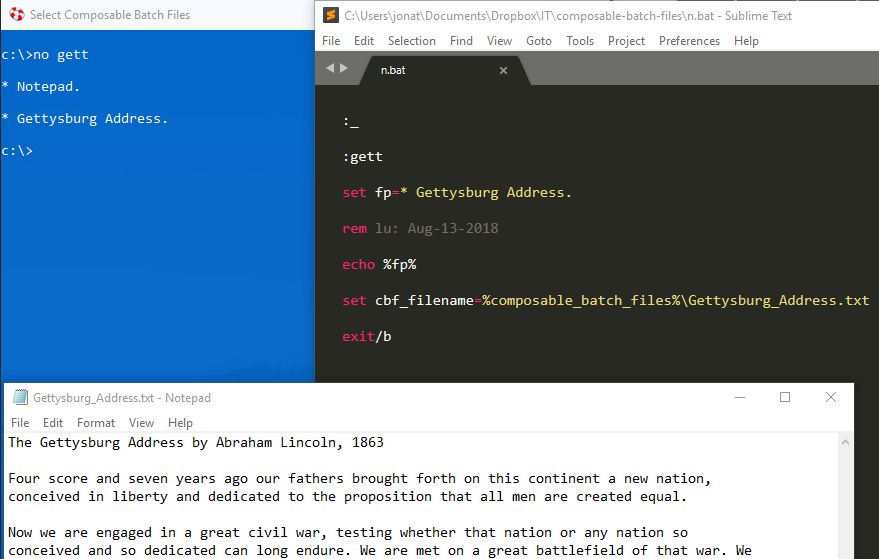 Select Composable Batch Files
c:\>no gett
* Notepad.
* Gettysburg Address.
c:\>
C:\Users\jonat\Documents\Dropbox\IT\composable-batch-files\n.bat - Sublime Text
File Edit Selection Find View Goto Tools Project Preferences Help
n.bat
:_
:gett
set fp=* Gettysburg Address.
rem lu: Aug-13-2018
echo %fp%
set cbf_filename=%composable_batch_files%\Gettysburg_Address.txt
exit/b
Gettysburg_Address.txt - Notepad
File Edit Format View Help
The Gettysburg Address by Abraham Lincoln, 1863
Four score and seven years ago our fathers brought forth on this continent a new nation,
conceived in liberty and dedicated to the proposition that all men are created equal.
Now we are engaged in a great civil war, testing whether that nation or any nation so
conceived and so dedicated can long endure. We are met on a great battlefield of that war. We